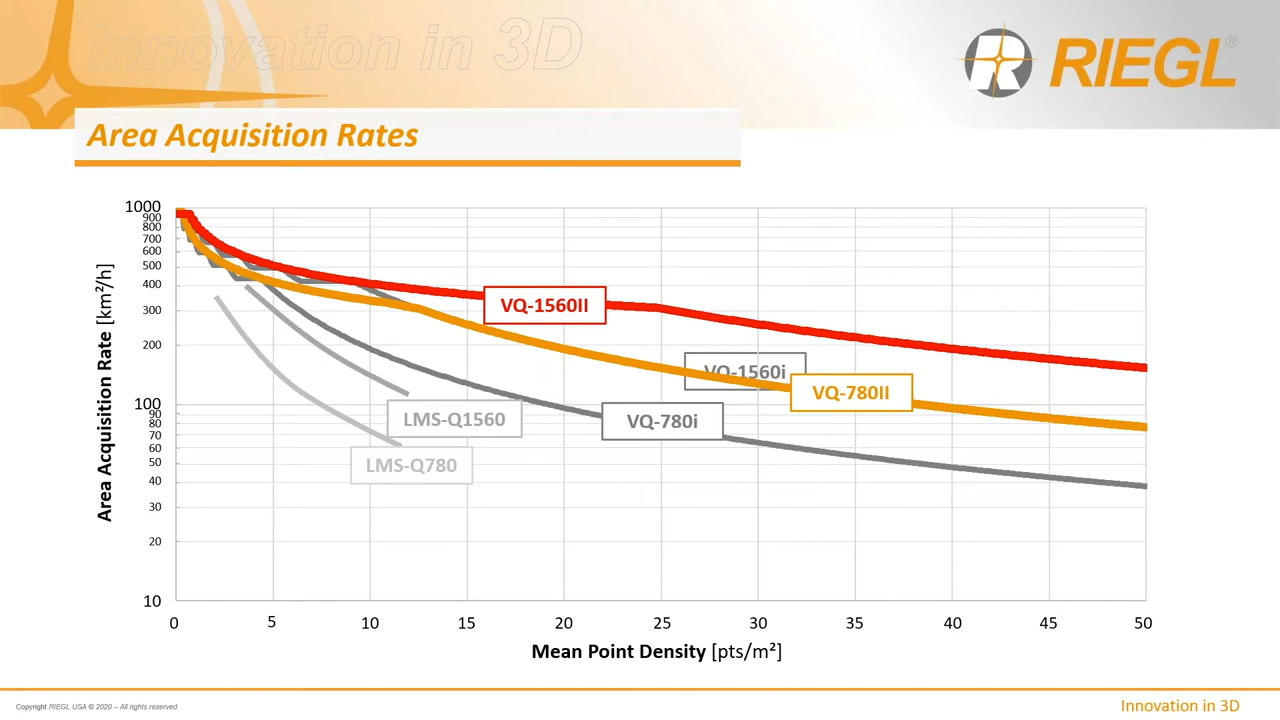 Innovation in 3D
RIEGL®
Area Acquisition Rates
1000
900
800
700
600
500
400
300
200
100
90
80
70
60
50
40
30
20
10
Area Acquisition Rate [km²/h]
VQ-1560II
VQ-1560i
VQ-780II
LMS-Q1560
VQ-780i
LMS-Q780
0 5 10 15 20 25 30 35 40 45 50
Mean Point Density [pts/m²]
Copyright RIEGL USA © 2020 – All rights reserved.
Innovation in 3D